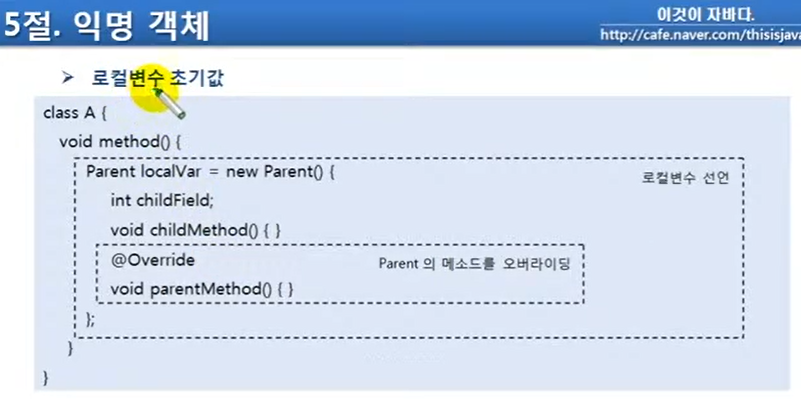 5절. 익명 객체
이것이 자바다.
http://cafe.naver.com/thisisjava
➢ 로컬변수 초기값
class A {
void method() {
Parent localVar = new Parent() {
로컬변수 선언
int childField;
void childMethod() { }
@Override
Parent 의 메소드를 오버라이딩
void parentMethod() { }
};
}
}